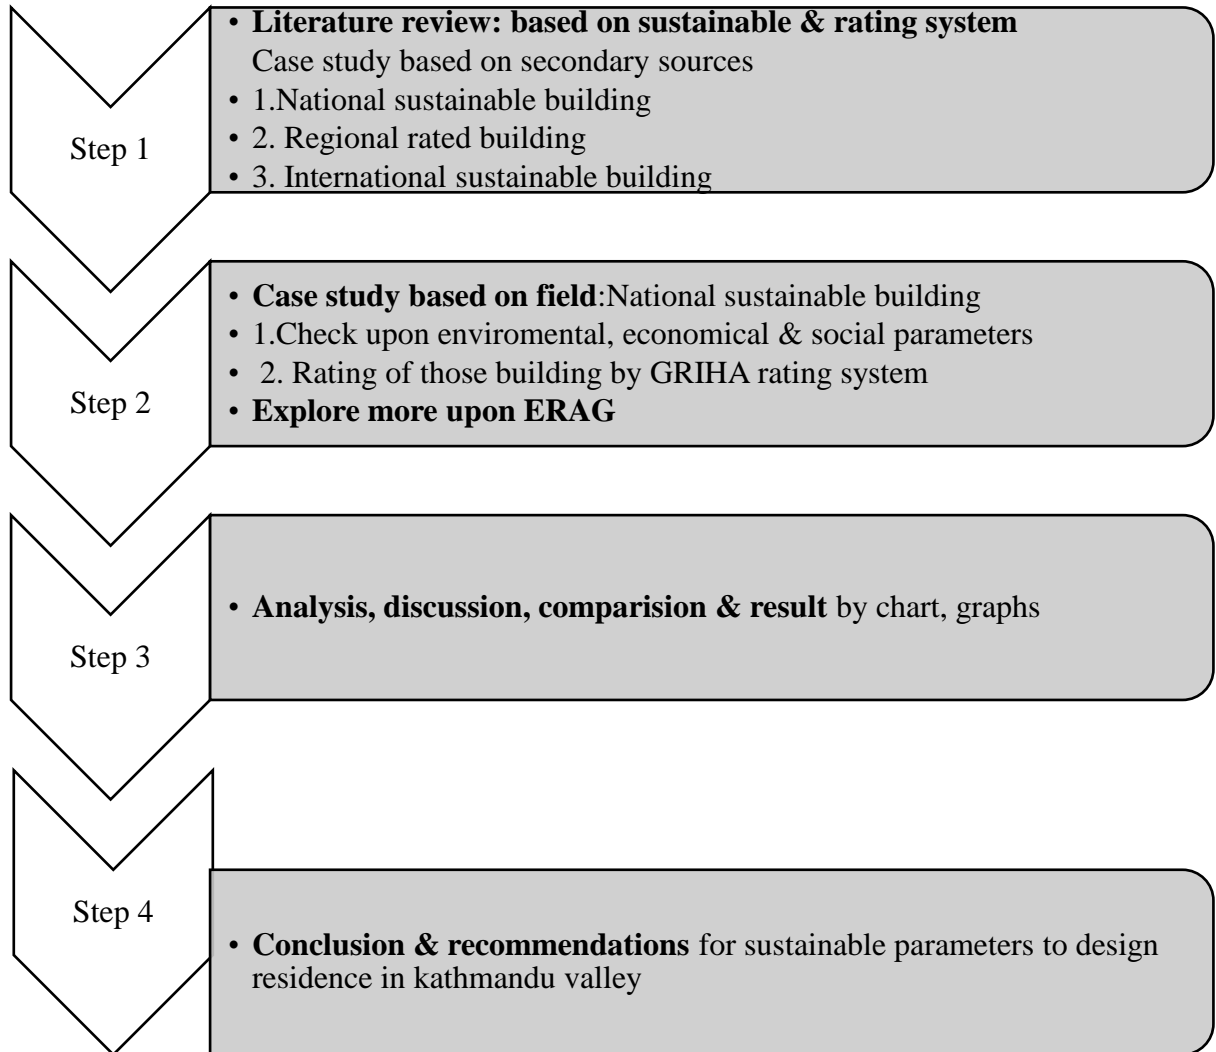 Step 1
• Literature review: based on sustainable & rating system
Case study based on secondary sources
• 1.National sustainable building
• 2. Regional rated building
• 3. International sustainable building
Step 2
• Case study based on field:National sustainable building
• 1.Check upon enviromental, economical & social parameters
• 2. Rating of those building by GRIHA rating system
• Explore more upon ERAG
Step 3
• Analysis, discussion, comparision & result by chart, graphs
Step 4
• Conclusion & recommendations for sustainable parameters to design
residence in kathmandu valley